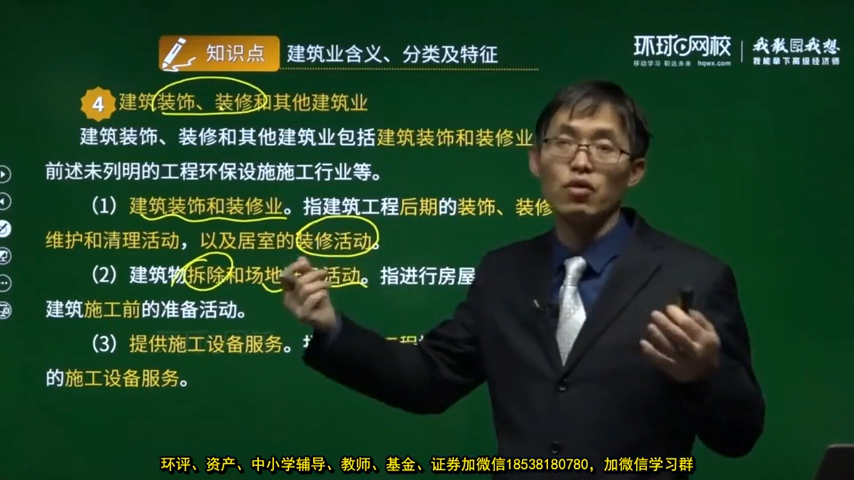 知识点
建筑业含义、分类及特征
环球网校
移动学习 职达未来 hqwx.com
我敢学我想
我能拿下高级经济师
4 建筑装饰、装修和其他建筑业
建筑装饰、装修和其他建筑业包括建筑装饰和装修业
前述未列明的工程环保设施施工行业等。
（1）建筑装饰和装修业。指建筑工程后期的装饰、装修
维护和清理活动，以及居室的装修活动。
（2）建筑物拆除和场地 活动。指进行房屋
建筑施工前的准备活动。
（3）提供施工设备服务。 工程
的施工设备服务。
环评、资产、中小学辅导、教师、基金、证券加微信18538180780，加微信学习群